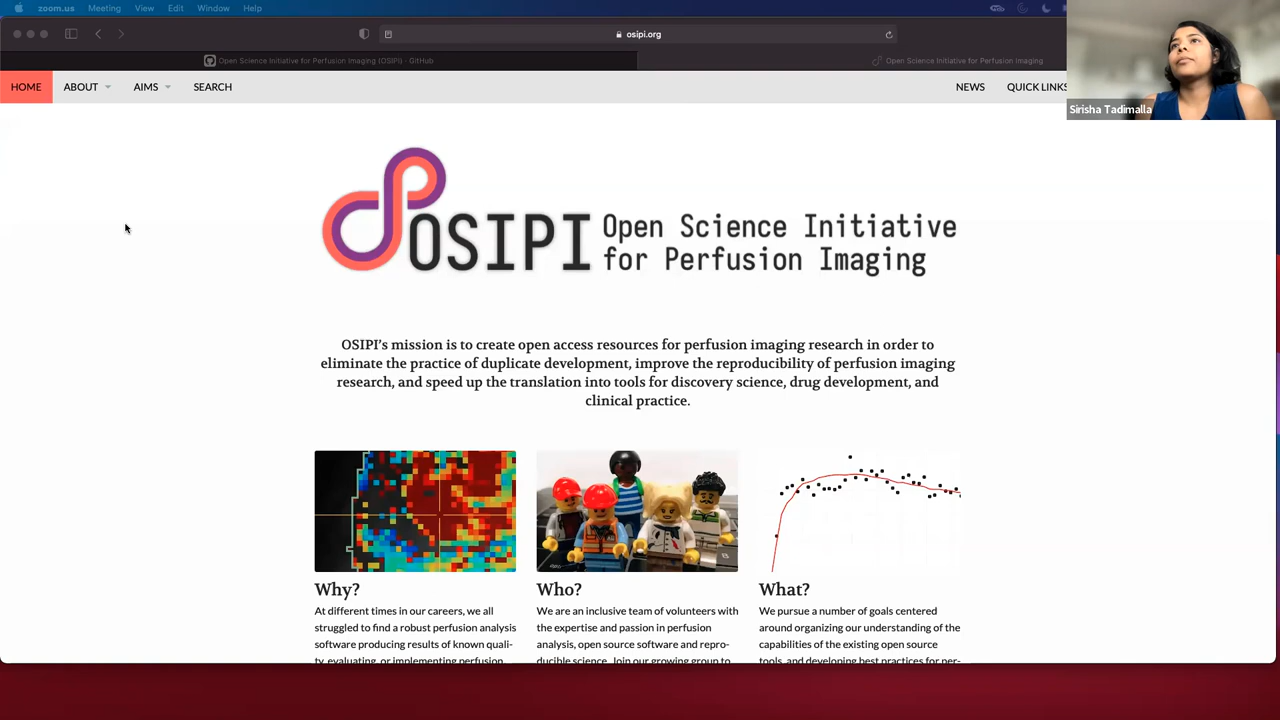 zoom.us Meeting View Edit Window Help
osipi.org
Open Science Initiative for Perfusion Imaging (OSIPI) · GitHub
Open Science Initiative for Perfusion Imaging
HOME ABOUT AIMS SEARCH NEWS QUICK LINKS
Sirisha Tadimalla
OSIPI Open Science Initiative
for Perfusion Imaging
OSIPI’s mission is to create open access resources for perfusion imaging research in order to
eliminate the practice of duplicate development, improve the reproducibility of perfusion imaging
research, and speed up the translation into tools for discovery science, drug development, and
clinical practice.
Why?
At different times in our careers, we all
struggled to find a robust perfusion analysis
software producing results of known quali-
ty, evaluating, or implementing perfusion
Who?
We are an inclusive team of volunteers with
the expertise and passion in perfusion
analysis, open source software and repro-
ducible science. Join our growing group to
What?
We pursue a number of goals centered
around organizing our understanding of the
capabilities of the existing open source
tools, and developing best practices for per-